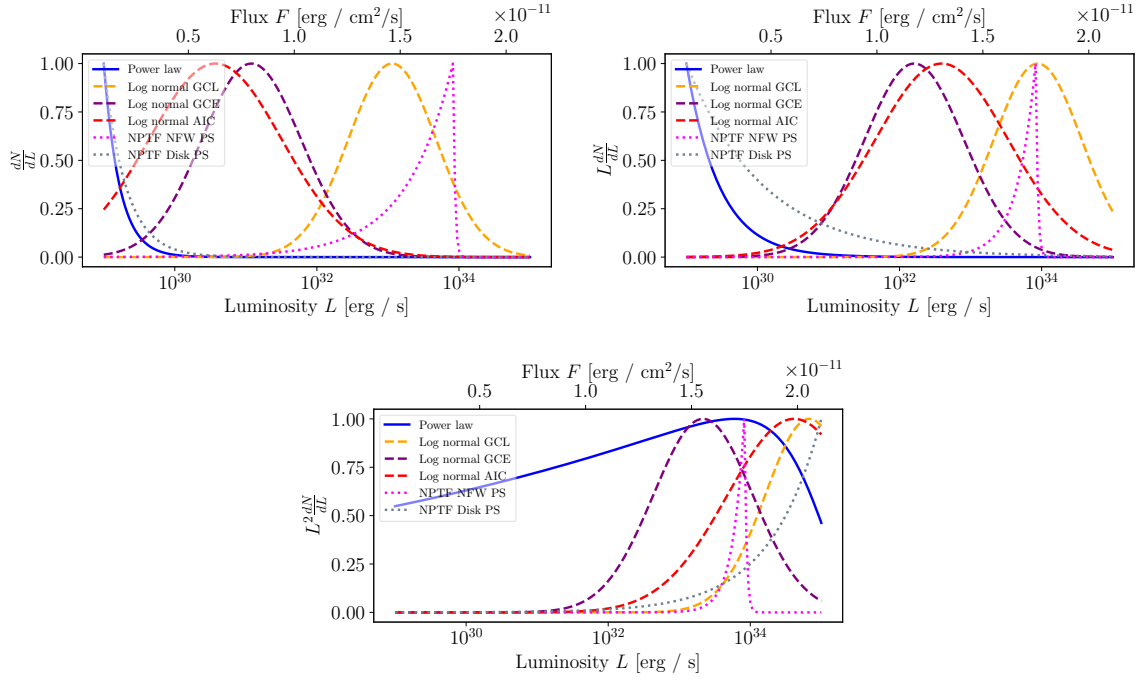 Flux F [erg / cm²/s]
×10⁻¹¹
0.5 1.0 1.5 2.0
1.00
0.75
0.50
0.25
0.00
dN/dL
Power law
Log normal GCL
Log normal GCE
Log normal AIC
NPTF NFW PS
NPTF Disk PS
10³⁰ 10³² 10³⁴
Luminosity L [erg / s]
Flux F [erg / cm²/s]
×10⁻¹¹
0.5 1.0 1.5 2.0
1.00
0.75
0.50
0.25
0.00
L dN/dL
Power law
Log normal GCL
Log normal GCE
Log normal AIC
NPTF NFW PS
NPTF Disk PS
10³⁰ 10³² 10³⁴
Luminosity L [erg / s]
Flux F [erg / cm²/s]
×10⁻¹¹
0.5 1.0 1.5 2.0
1.00
0.75
0.50
0.25
0.00
L² dN/dL
Power law
Log normal GCL
Log normal GCE
Log normal AIC
NPTF NFW PS
NPTF Disk PS
10³⁰ 10³² 10³⁴
Luminosity L [erg / s]